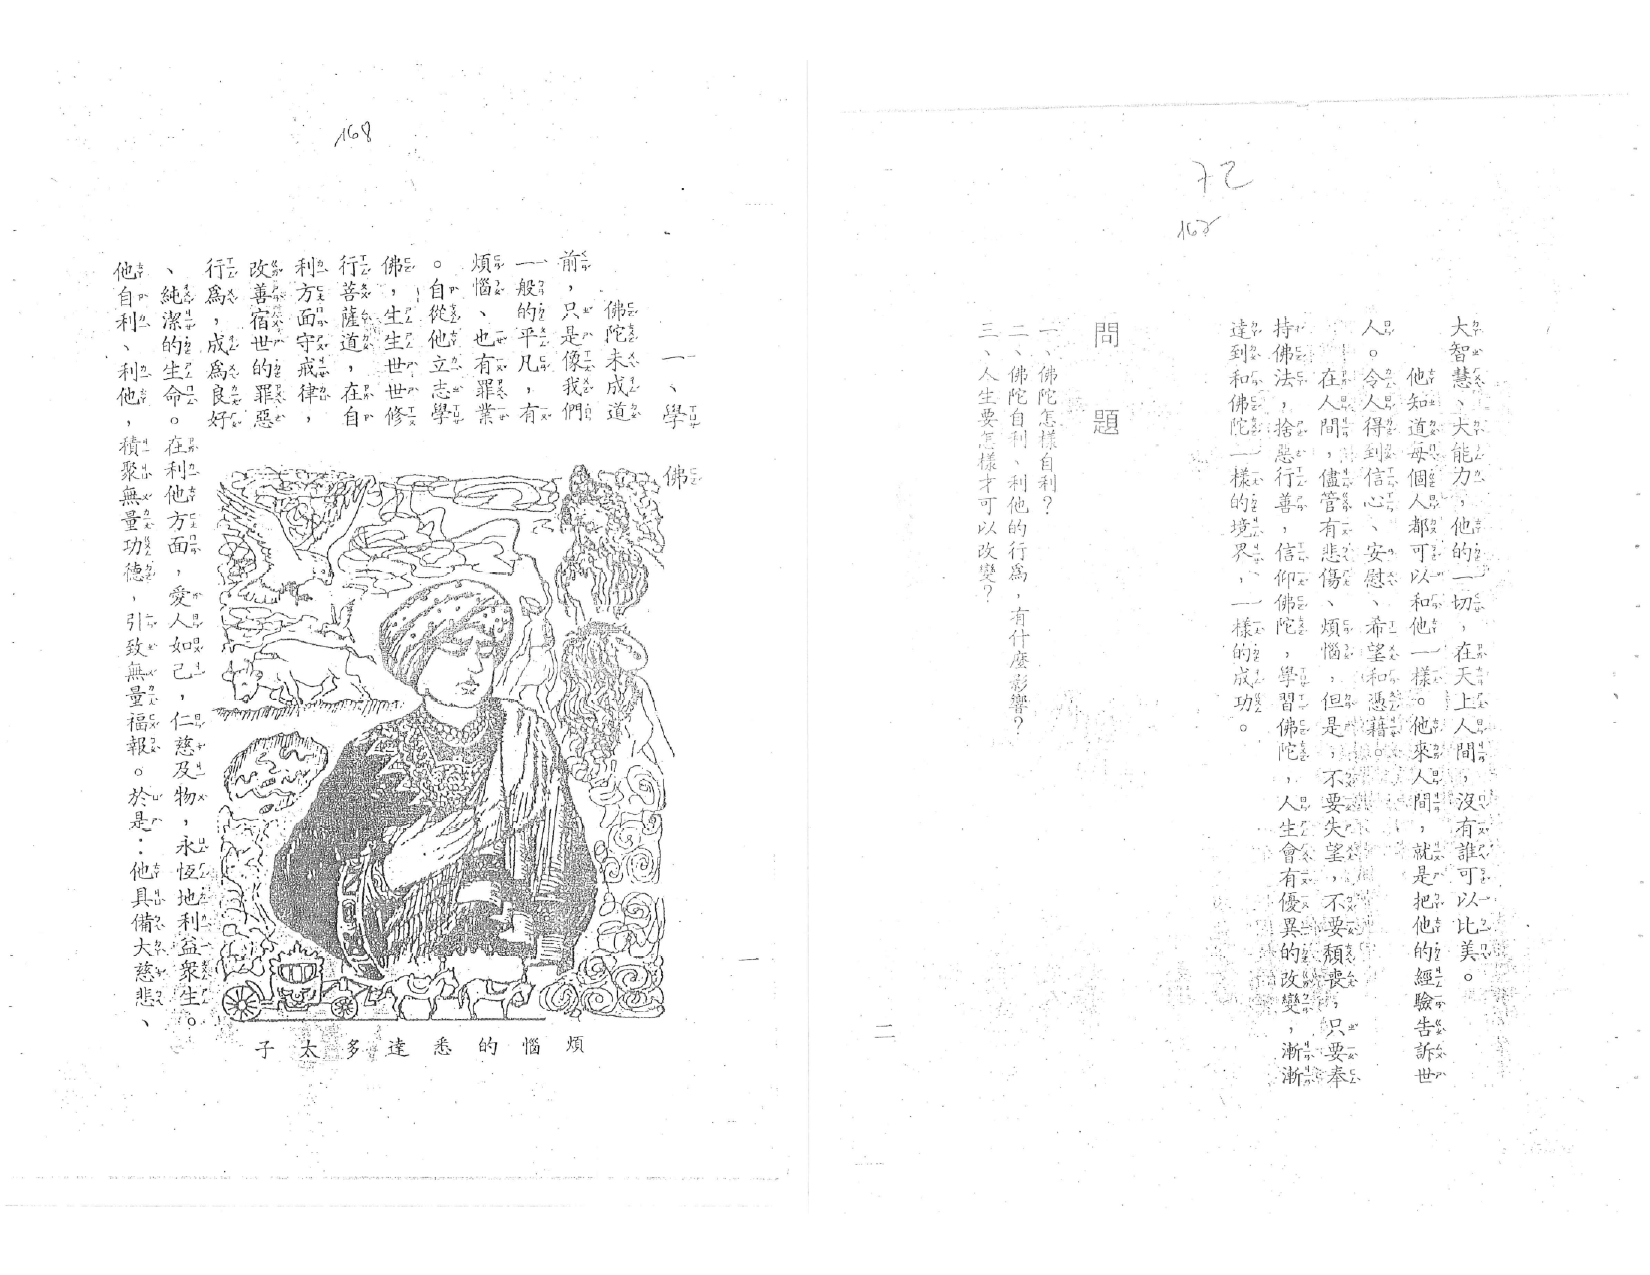 168
一、學佛
佛陀未成道
前，只是像我們
一般的平凡，有
煩惱、也有罪業
。自從他立志學
佛，生生世世修
行菩薩道，在自
利方面守戒律，
改善宿世的罪惡
行為，成為良好
、純潔的生命。在利他方面，愛人如己，仁慈及物，永恆地利益眾生。
他自利、利他，積聚無量功德，引致無量福報。於是：他具備大慈悲、
煩惱的悉達多太子
一
72
大智慧、大能力，他的一切，在天上人間，沒有誰可以比美。
他知道每個人都可以和他一樣。他來人間，就是把他的經驗告訴世
人。令人得到信心、安慰、希望和憑藉。
在人間，儘管有悲傷、煩惱，但是，不要失望，不要頹喪，只要奉
持佛法，捨惡行善，信仰佛陀，學習佛陀，人生會有優異的改變，漸漸
達到和佛陀一樣的境界，一樣的成功。
問題
一、佛陀怎樣自利？
二、佛陀自利、利他的行為，有什麼影響？
三、人生要怎樣才可以改變？
二